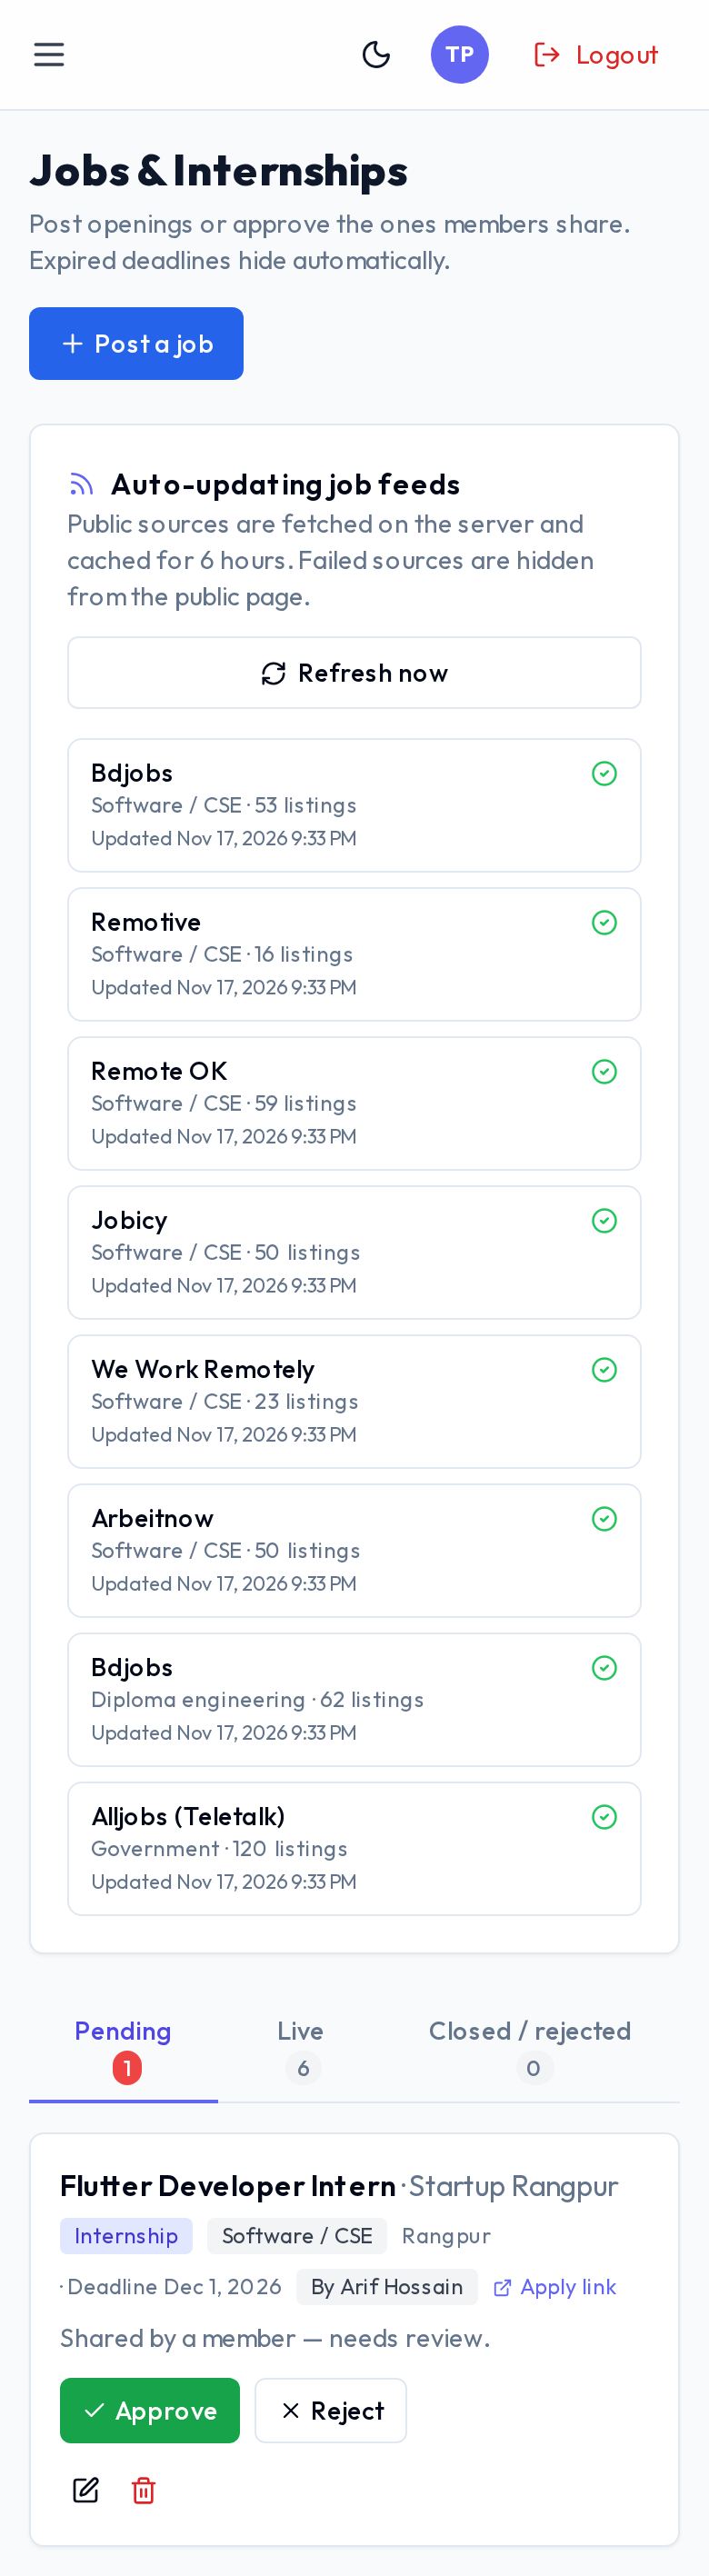 TP
Logout
Jobs & Internships
Post openings or approve the ones members share.
Expired deadlines hide automatically.
Post a job
Auto-updating job feeds
Public sources are fetched on the server and
cached for 6 hours. Failed sources are hidden
from the public page.
Refresh now
Bdjobs
Software / CSE · 53 listings
Updated Nov 17, 2026 9:33 PM
Remotive
Software / CSE · 16 listings
Updated Nov 17, 2026 9:33 PM
Remote OK
Software / CSE · 59 listings
Updated Nov 17, 2026 9:33 PM
Jobicy
Software / CSE · 50 listings
Updated Nov 17, 2026 9:33 PM
We Work Remotely
Software / CSE · 23 listings
Updated Nov 17, 2026 9:33 PM
Arbeitnow
Software / CSE · 50 listings
Updated Nov 17, 2026 9:33 PM
Bdjobs
Diploma engineering · 62 listings
Updated Nov 17, 2026 9:33 PM
Alljobs (Teletalk)
Government · 120 listings
Updated Nov 17, 2026 9:33 PM
Pending Live Closed / rejected
1 6 0
Flutter Developer Intern · Startup Rangpur
Internship Software / CSE Rangpur
· Deadline Dec 1, 2026 By Arif Hossain Apply link
Shared by a member — needs review.
Approve Reject